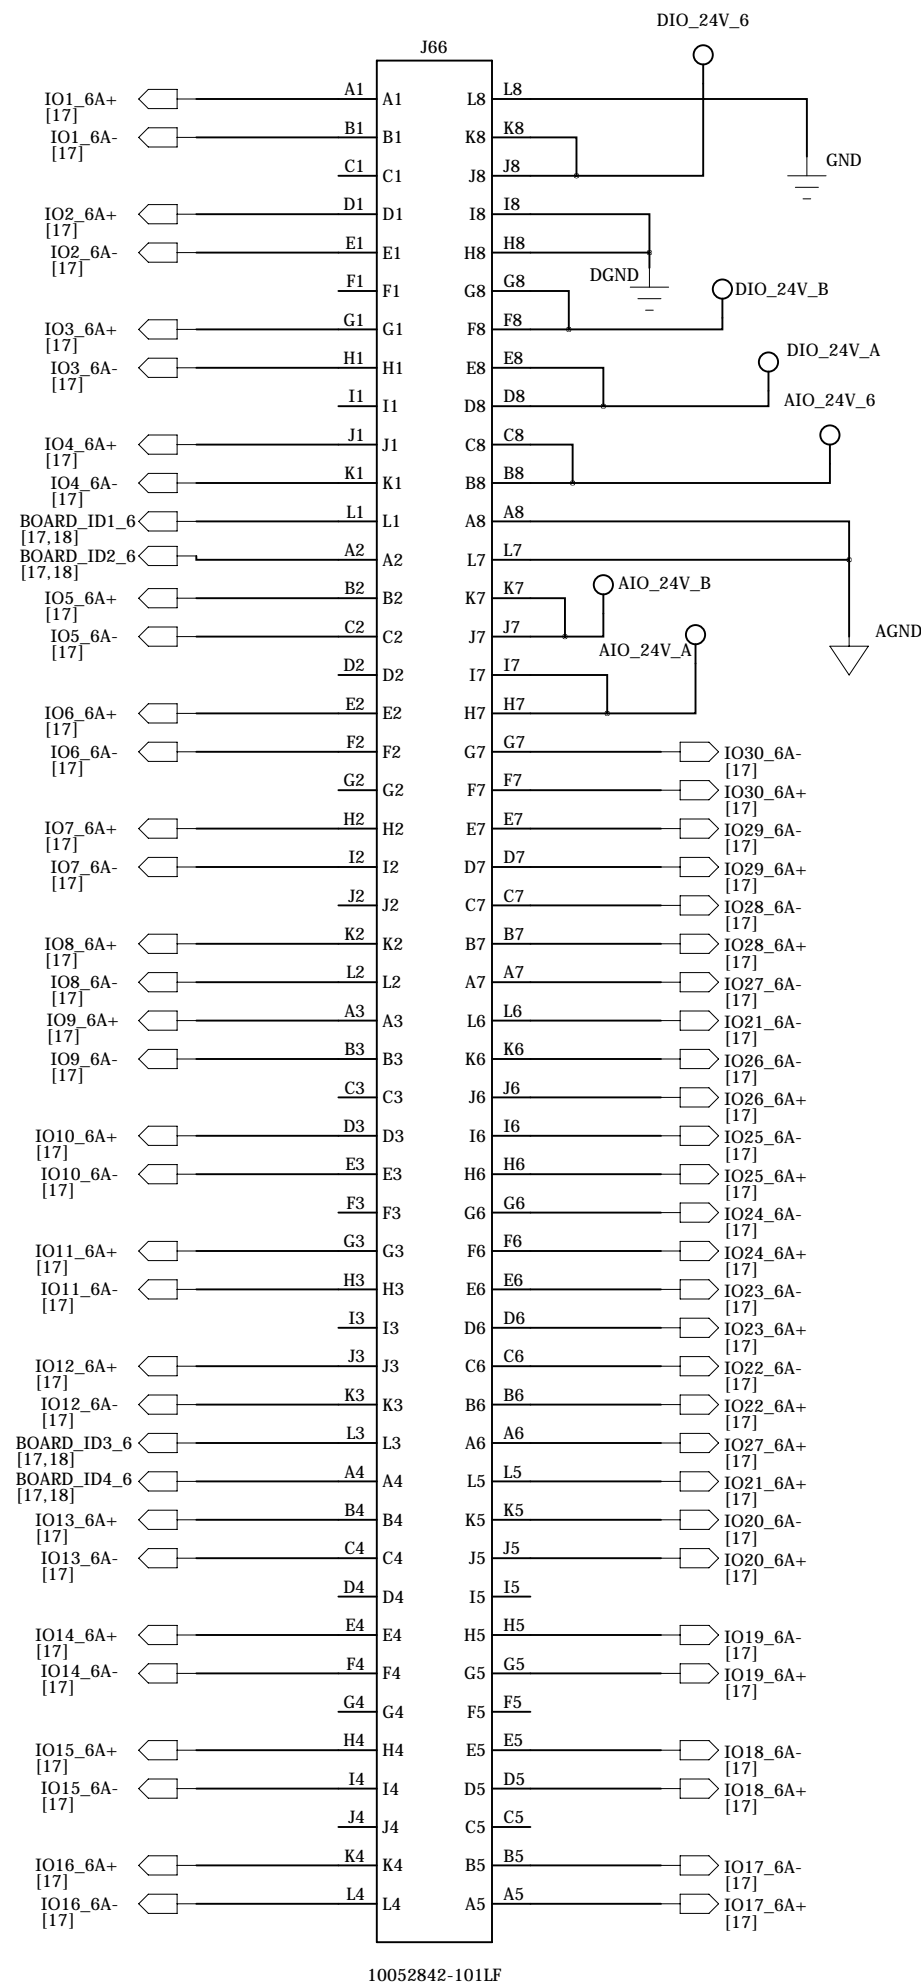 DIO_24V_6
J66
IO1_6A+ A1 A1 L8 L8
[17]
IO1_6A- B1 B1 K8 K8
[17]
GND
C1 C1 J8 J8
IO2_6A+ D1 D1 I8 I8
[17]
IO2_6A- E1 E1 H8 H8
[17]
DGND
F1 F1 G8 G8 DIO_24V_B
IO3_6A+ G1 G1 F8 F8
[17]
DIO_24V_A
IO3_6A- H1 H1 E8 E8
[17]
AIO_24V_6
I1 I1 D8 D8
IO4_6A+ J1 J1 C8 C8
[17]
IO4_6A- K1 K1 B8 B8
[17]
BOARD_ID1_6 L1 L1 A8 A8
[17,18]
BOARD_ID2_6 A2 A2 L7 L7
[17,18]
AIO_24V_B
IO5_6A+ B2 B2 K7 K7
[17]
IO5_6A- C2 C2 J7 J7 AGND
[17]
AIO_24V_A
D2 D2 I7 I7
IO6_6A+ E2 E2 H7 H7
[17]
IO6_6A- F2 F2 G7 G7 IO30_6A-
[17] [17]
G2 G2 F7 F7 IO30_6A+
[17]
IO7_6A+ H2 H2 E7 E7 IO29_6A-
[17] [17]
IO7_6A- I2 I2 D7 D7 IO29_6A+
[17] [17]
J2 J2 C7 C7 IO28_6A-
[17]
IO8_6A+ K2 K2 B7 B7 IO28_6A+
[17] [17]
IO8_6A- L2 L2 A7 A7 IO27_6A-
[17] [17]
IO9_6A+ A3 A3 L6 L6 IO21_6A-
[17] [17]
IO9_6A- B3 B3 K6 K6 IO26_6A-
[17] [17]
C3 C3 J6 J6 IO26_6A+
[17]
IO10_6A+ D3 D3 I6 I6 IO25_6A-
[17] [17]
IO10_6A- E3 E3 H6 H6 IO25_6A+
[17] [17]
F3 F3 G6 G6 IO24_6A-
[17]
IO11_6A+ G3 G3 F6 F6 IO24_6A+
[17] [17]
IO11_6A- H3 H3 E6 E6 IO23_6A-
[17] [17]
I3 I3 D6 D6 IO23_6A+
[17]
IO12_6A+ J3 J3 C6 C6 IO22_6A-
[17] [17]
IO12_6A- K3 K3 B6 B6 IO22_6A+
[17] [17]
BOARD_ID3_6 L3 L3 A6 A6 IO27_6A+
[17,18] [17]
BOARD_ID4_6 A4 A4 L5 L5 IO21_6A+
[17,18] [17]
IO13_6A+ B4 B4 K5 K5 IO20_6A-
[17] [17]
IO13_6A- C4 C4 J5 J5 IO20_6A+
[17] [17]
D4 D4 I5 I5
IO14_6A+ E4 E4 H5 H5 IO19_6A-
[17] [17]
IO14_6A- F4 F4 G5 G5 IO19_6A+
[17] [17]
G4 G4 F5 F5
IO15_6A+ H4 H4 E5 E5 IO18_6A-
[17] [17]
IO15_6A- I4 I4 D5 D5 IO18_6A+
[17] [17]
J4 J4 C5 C5
IO16_6A+ K4 K4 B5 B5 IO17_6A-
[17] [17]
IO16_6A- L4 L4 A5 A5 IO17_6A+
[17] [17]
10052842-101LF